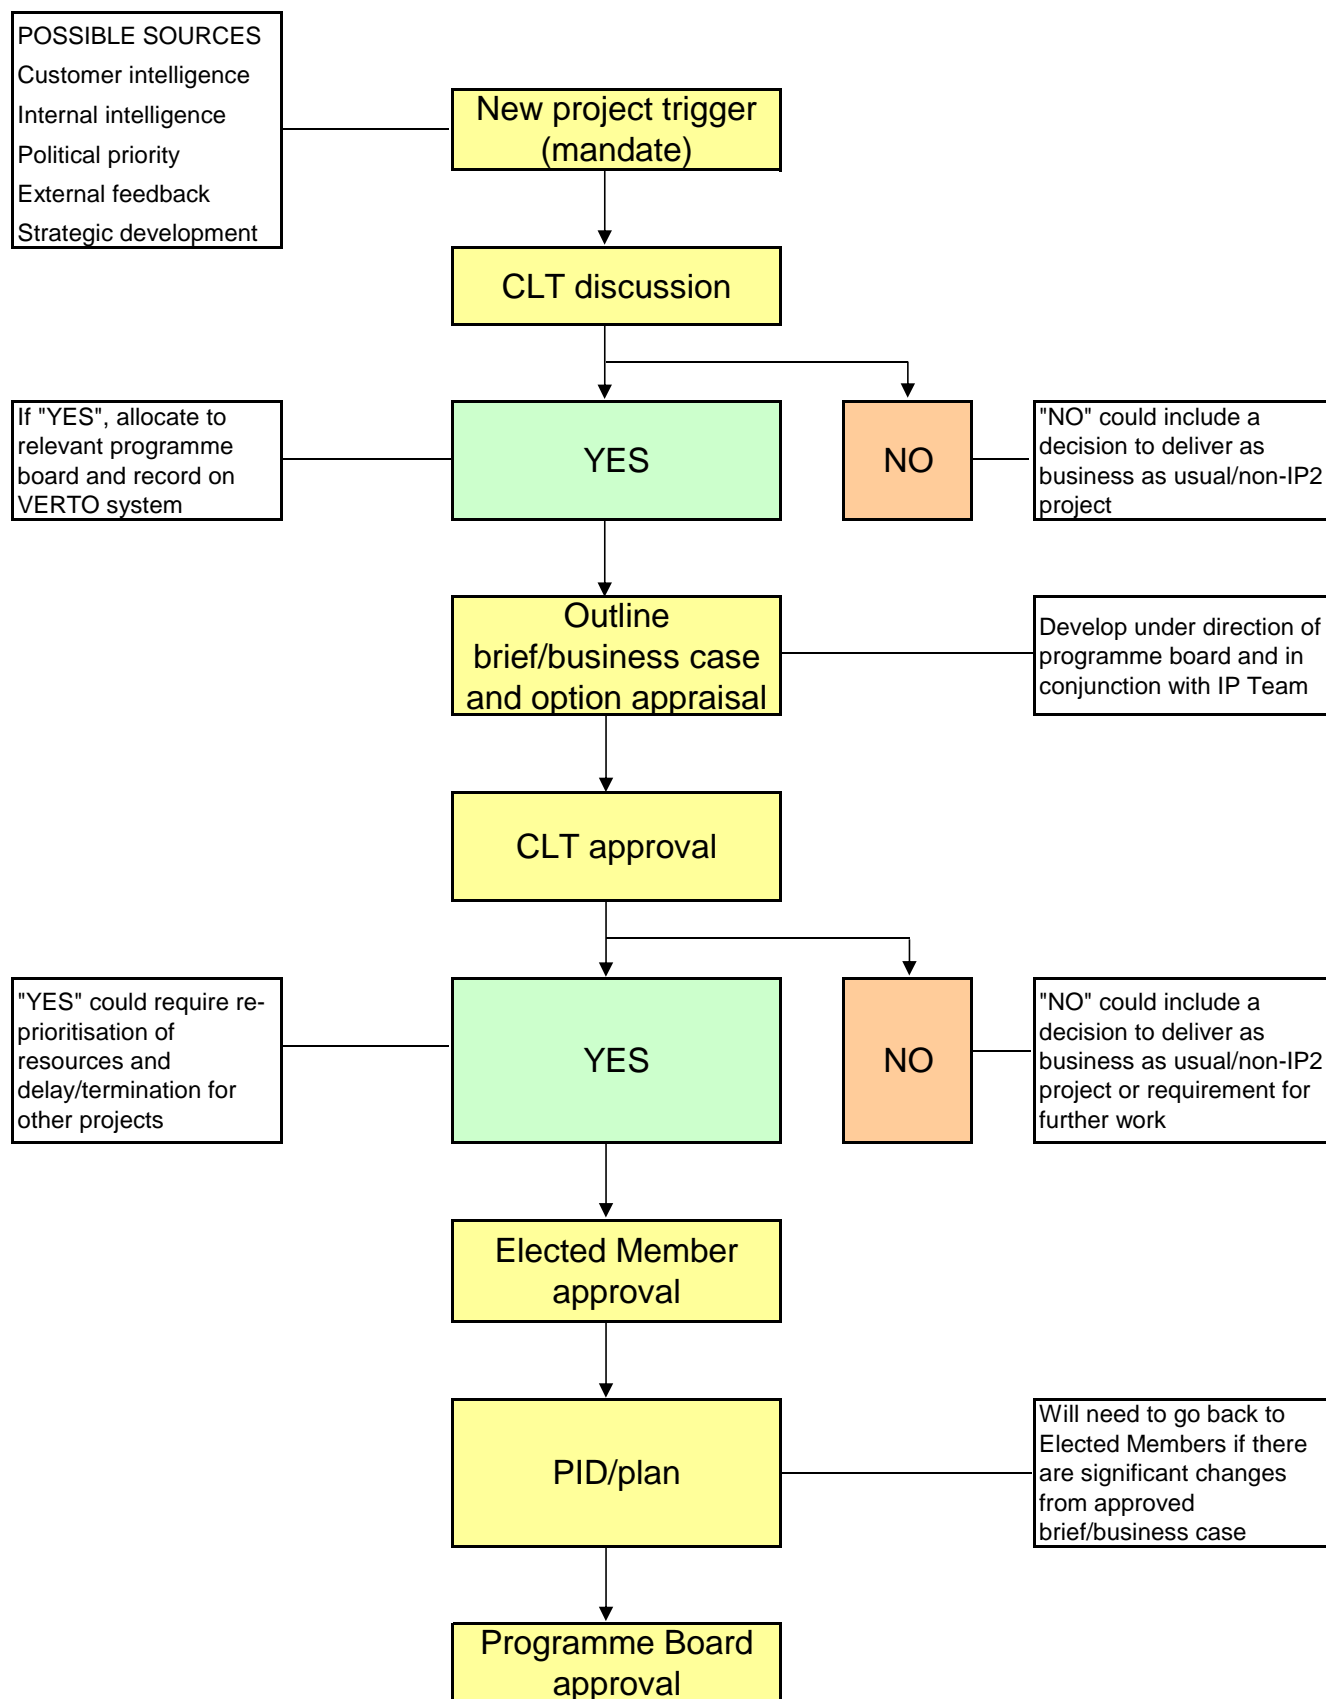 POSSIBLE SOURCES
Customer intelligence
Internal intelligence
Political priority
External feedback
Strategic development
New project trigger
(mandate)
CLT discussion
If "YES", allocate to
relevant programme
board and record on
VERTO system
YES
NO
"NO" could include a
decision to deliver as
business as usual/non-IP2
project
Outline
brief/business case
and option appraisal
Develop under direction of
programme board and in
conjunction with IP Team
CLT approval
"YES" could require re-
prioritisation of
resources and
delay/termination for
other projects
YES
NO
"NO" could include a
decision to deliver as
business as usual/non-IP2
project or requirement for
further work
Elected Member
approval
PID/plan
Will need to go back to
Elected Members if there
are significant changes
from approved
brief/business case
Programme Board
approval